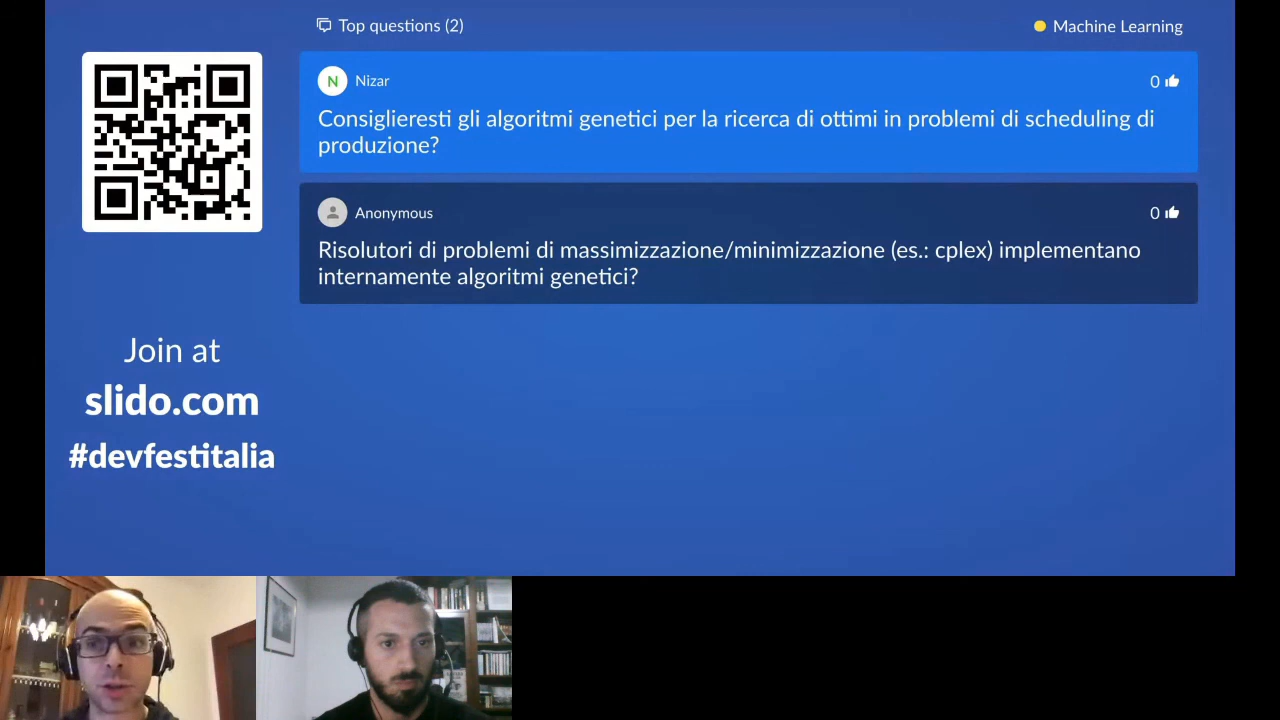 Top questions (2)
Machine Learning
N
Nizar
0
Consiglieresti gli algoritmi genetici per la ricerca di ottimi in problemi di scheduling di
produzione?
Anonymous
0
Risolutori di problemi di massimizzazione/minimizzazione (es.: cplex) implementano
internamente algoritmi genetici?
Join at
slido.com
#devfestitalia